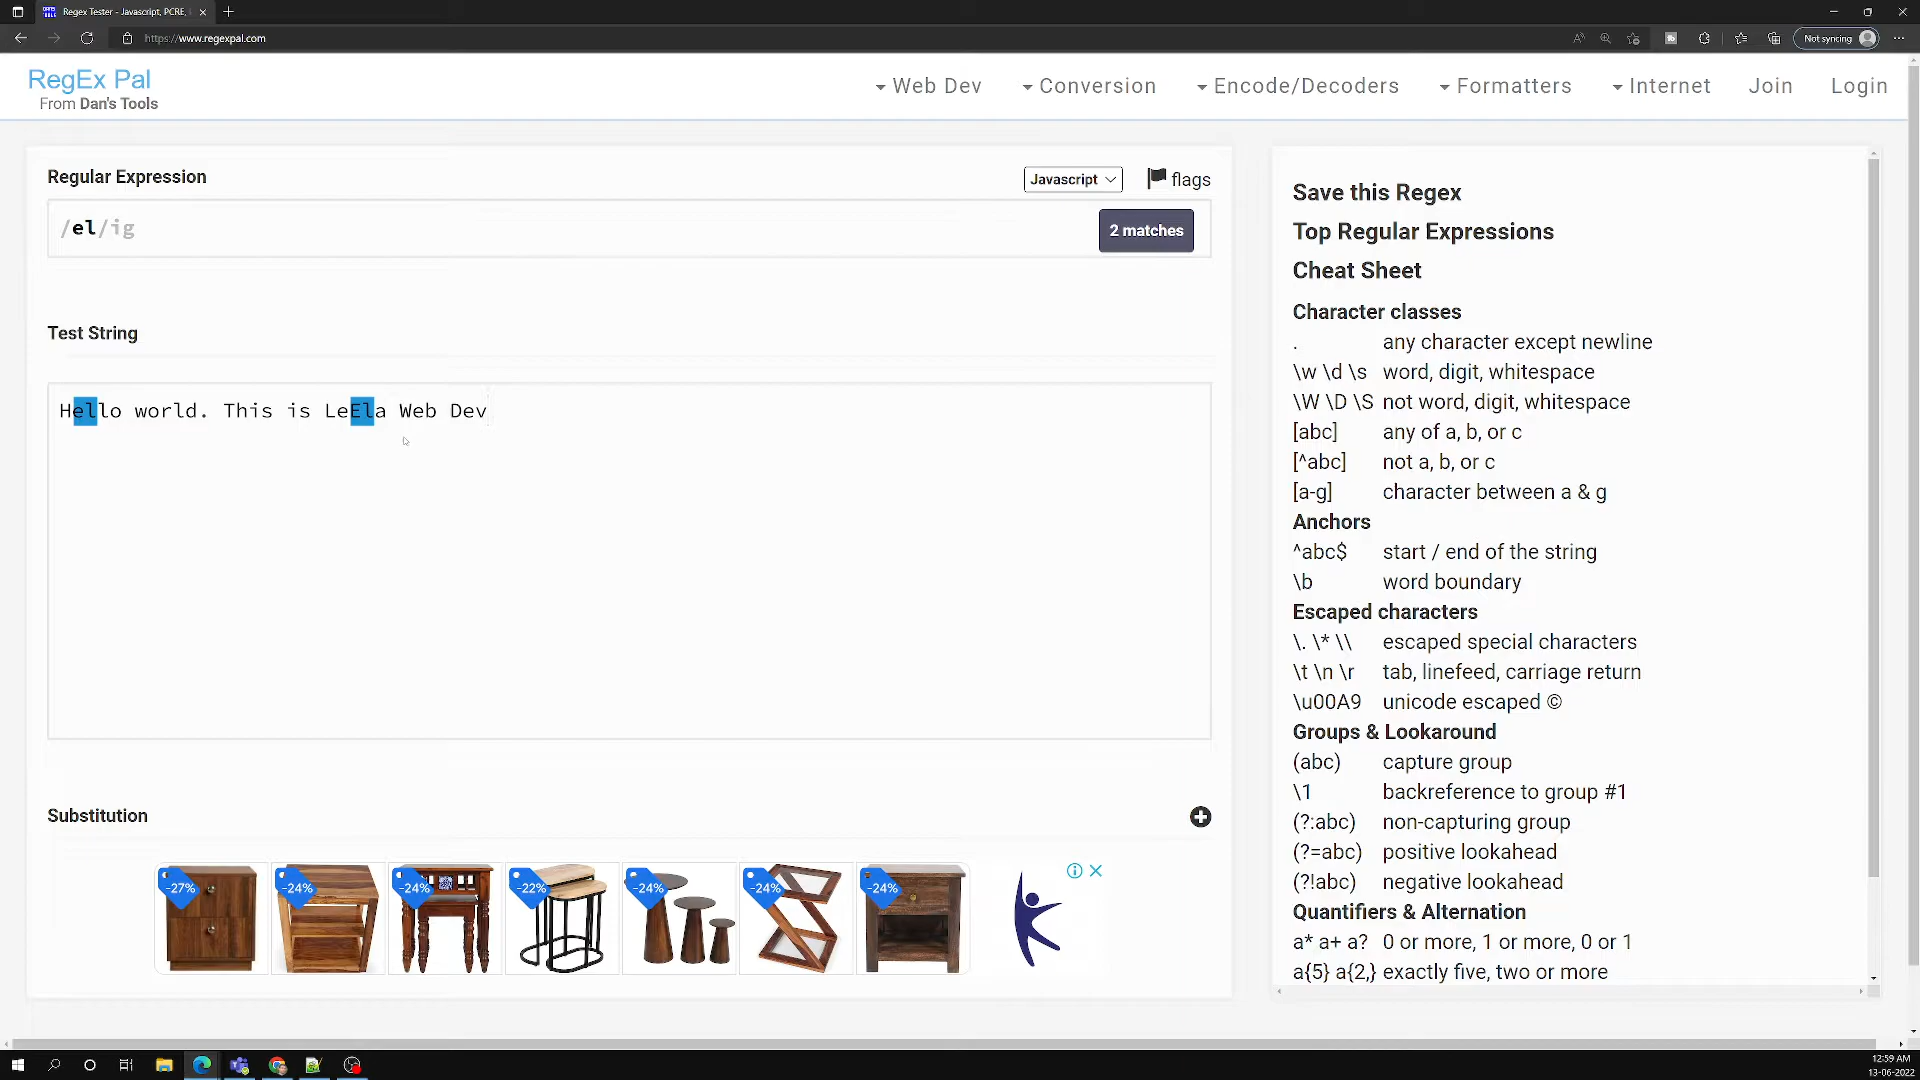 Regex Tester - Javascript, PCRE,
https://www.regexpal.com
Not syncing
RegEx Pal
From Dan's Tools
Web Dev
Conversion
Encode/Decoders
Formatters
Internet
Join
Login
Regular Expression
Javascript
flags
/el/ig
2 matches
Test String
Hello world. This is LeEla Web Dev
Substitution
-27%
-24%
-24%
-22%
-24%
-24%
-24%
Save this Regex
Top Regular Expressions
Cheat Sheet
Character classes
. any character except newline
\w \d \s word, digit, whitespace
\W \D \S not word, digit, whitespace
[abc] any of a, b, or c
[^abc] not a, b, or c
[a-g] character between a & g
Anchors
^abc$ start / end of the string
\b word boundary
Escaped characters
\. \* \\ escaped special characters
\t \n \r tab, linefeed, carriage return
\u00A9 unicode escaped ©
Groups & Lookaround
(abc) capture group
\1 backreference to group #1
(?:abc) non-capturing group
(?=abc) positive lookahead
(?!abc) negative lookahead
Quantifiers & Alternation
a* a+ a? 0 or more, 1 or more, 0 or 1
a{5} a{2,} exactly five, two or more
12:59 AM
13-06-2022